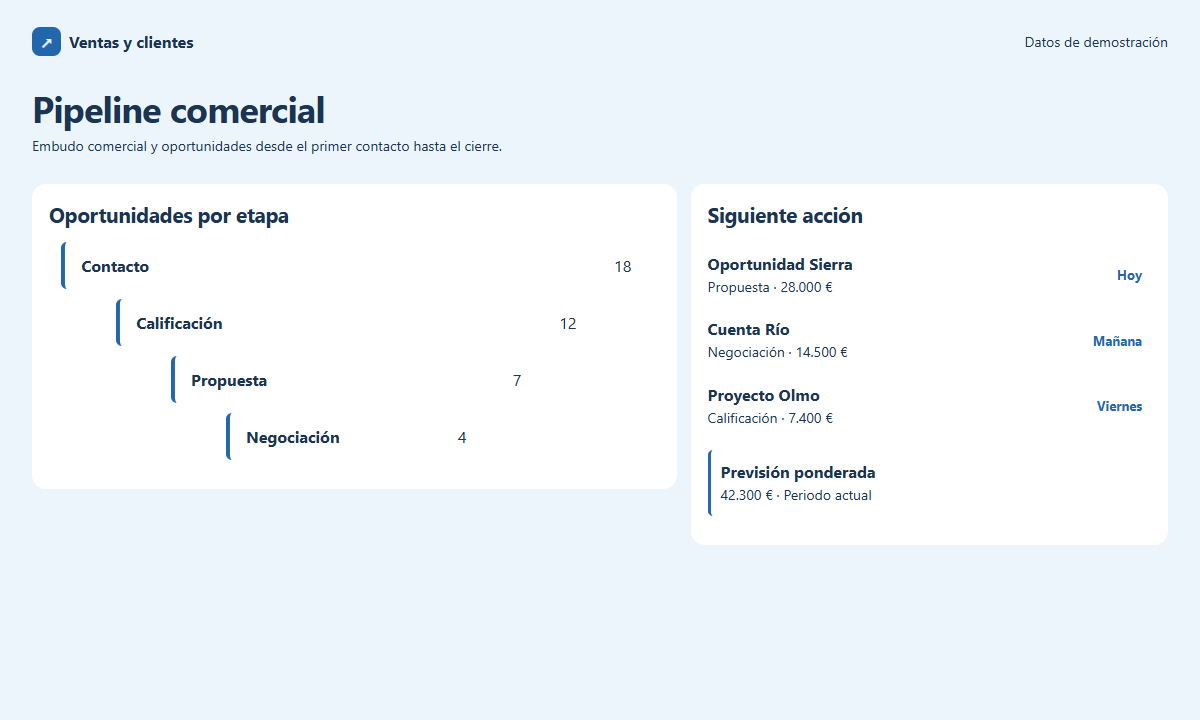 Ventas y clientes
Datos de demostración
Pipeline comercial
Embudo comercial y oportunidades desde el primer contacto hasta el cierre.
Oportunidades por etapa
Contacto 18
Calificación 12
Propuesta 7
Negociación 4
Siguiente acción
Oportunidad Sierra
Propuesta · 28.000 €
Hoy
Cuenta Río
Negociación · 14.500 €
Mañana
Proyecto Olmo
Calificación · 7.400 €
Viernes
Previsión ponderada
42.300 € · Periodo actual